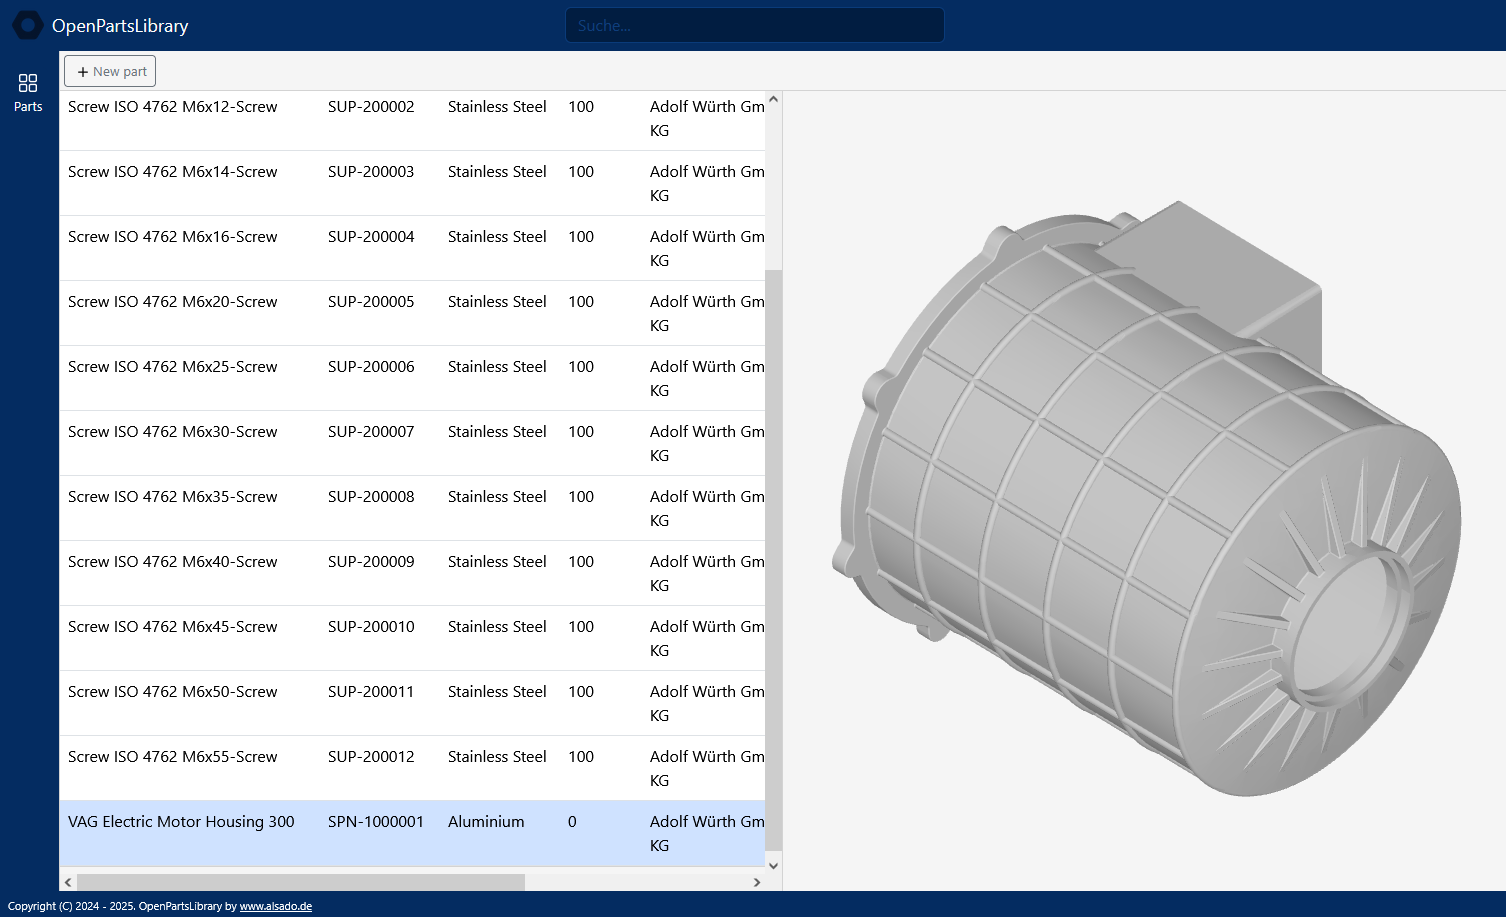 OpenPartsLibrary
Suche...
Parts
+ New part
Screw ISO 4762 M6x12-Screw SUP-200002 Stainless Steel 100 Adolf Würth Gm
KG
Screw ISO 4762 M6x14-Screw SUP-200003 Stainless Steel 100 Adolf Würth Gm
KG
Screw ISO 4762 M6x16-Screw SUP-200004 Stainless Steel 100 Adolf Würth Gm
KG
Screw ISO 4762 M6x20-Screw SUP-200005 Stainless Steel 100 Adolf Würth Gm
KG
Screw ISO 4762 M6x25-Screw SUP-200006 Stainless Steel 100 Adolf Würth Gm
KG
Screw ISO 4762 M6x30-Screw SUP-200007 Stainless Steel 100 Adolf Würth Gm
KG
Screw ISO 4762 M6x35-Screw SUP-200008 Stainless Steel 100 Adolf Würth Gm
KG
Screw ISO 4762 M6x40-Screw SUP-200009 Stainless Steel 100 Adolf Würth Gm
KG
Screw ISO 4762 M6x45-Screw SUP-200010 Stainless Steel 100 Adolf Würth Gm
KG
Screw ISO 4762 M6x50-Screw SUP-200011 Stainless Steel 100 Adolf Würth Gm
KG
Screw ISO 4762 M6x55-Screw SUP-200012 Stainless Steel 100 Adolf Würth Gm
KG
VAG Electric Motor Housing 300 SPN-1000001 Aluminium 0 Adolf Würth Gm
KG
Copyright (C) 2024 - 2025. OpenPartsLibrary by www.alsado.de